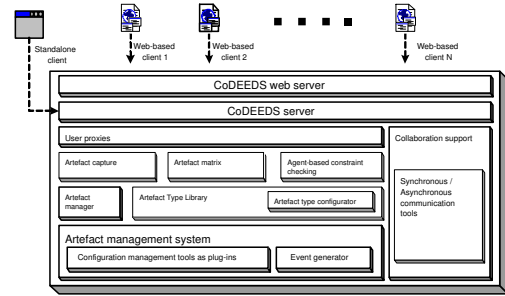 Standalone
client
Web-based
client 1
Web-based
client 2
Web-based
client N
CoDEEDS web server
CoDEEDS server
User proxies
Collaboration support
Artefact capture
Artefact matrix
Agent-based constraint
checking
Synchronous /
Asynchronous
communication
tools
Artefact
manager
Artefact Type Library
Artefact type configurator
Artefact management system
Configuration management tools as plug-ins
Event generator